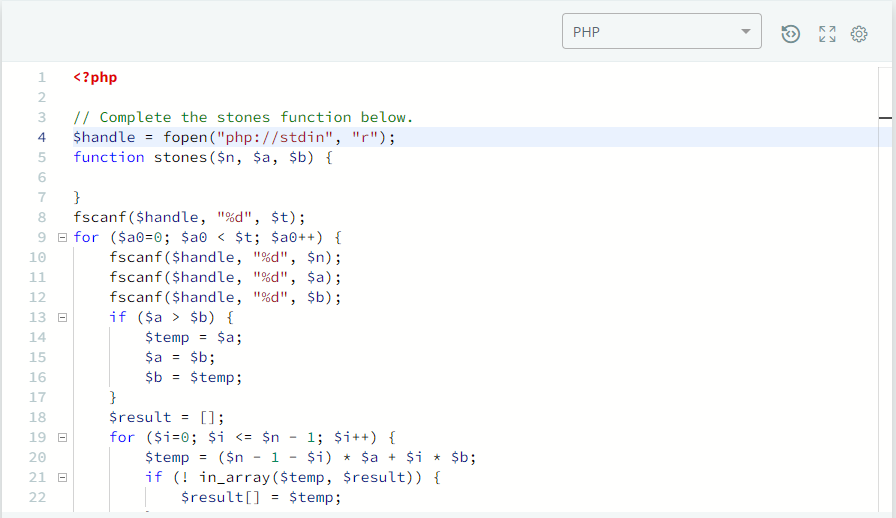 PHP
1 <?php
2
3 // Complete the stones function below.
4 $handle = fopen("php://stdin", "r");
5 function stones($n, $a, $b) {
6
7 }
8 fscanf($handle, "%d", $t);
9 for ($a0=0; $a0 < $t; $a0++) {
10     fscanf($handle, "%d", $n);
11     fscanf($handle, "%d", $a);
12     fscanf($handle, "%d", $b);
13     if ($a > $b) {
14         $temp = $a;
15         $a = $b;
16         $b = $temp;
17     }
18     $result = [];
19     for ($i=0; $i <= $n - 1; $i++) {
20         $temp = ($n - 1 - $i) * $a + $i * $b;
21         if (! in_array($temp, $result)) {
22             $result[] = $temp;